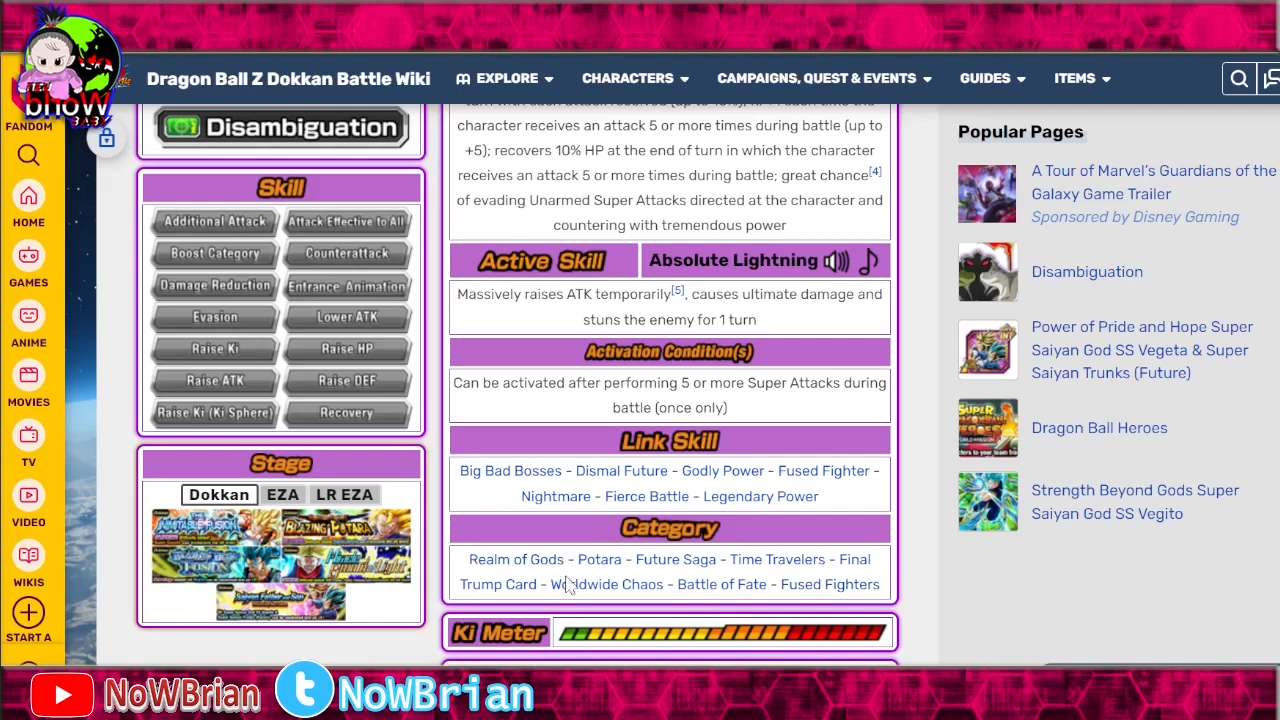 Dragon Ball Z Dokkan Battle Wiki
EXPLORE
CHARACTERS
CAMPAIGNS, QUEST & EVENTS
GUIDES
ITEMS
BABY
FANDOM
HOME
GAMES
ANIME
MOVIES
TV
VIDEO
WIKIS
START A
Disambiguation
Skill
Additional Attack
Attack Effective to All
Boost Category
Counterattack
Damage Reduction
Entrance Animation
Evasion
Lower ATK
Raise Ki
Raise HP
Raise ATK
Raise DEF
Raise Ki (Ki Sphere)
Recovery
Stage
Dokkan
EZA
LR EZA
character receives an attack 5 or more times during battle (up to
+5); recovers 10% HP at the end of turn in which the character
receives an attack 5 or more times during battle; great chance[4]
of evading Unarmed Super Attacks directed at the character and
countering with tremendous power
Active Skill
Absolute Lightning
Massively raises ATK temporarily[5], causes ultimate damage and
stuns the enemy for 1 turn
Activation Condition(s)
Can be activated after performing 5 or more Super Attacks during
battle (once only)
Link Skill
Big Bad Bosses - Dismal Future - Godly Power - Fused Fighter -
Nightmare - Fierce Battle - Legendary Power
Category
Realm of Gods - Potara - Future Saga - Time Travelers - Final
Trump Card - Worldwide Chaos - Battle of Fate - Fused Fighters
Ki Meter
Popular Pages
A Tour of Marvel's Guardians of the
Galaxy Game Trailer
Sponsored by Disney Gaming
Disambiguation
Power of Pride and Hope Super
Saiyan God SS Vegeta & Super
Saiyan Trunks (Future)
Dragon Ball Heroes
Strength Beyond Gods Super
Saiyan God SS Vegito
NoWBrian
NoWBrian